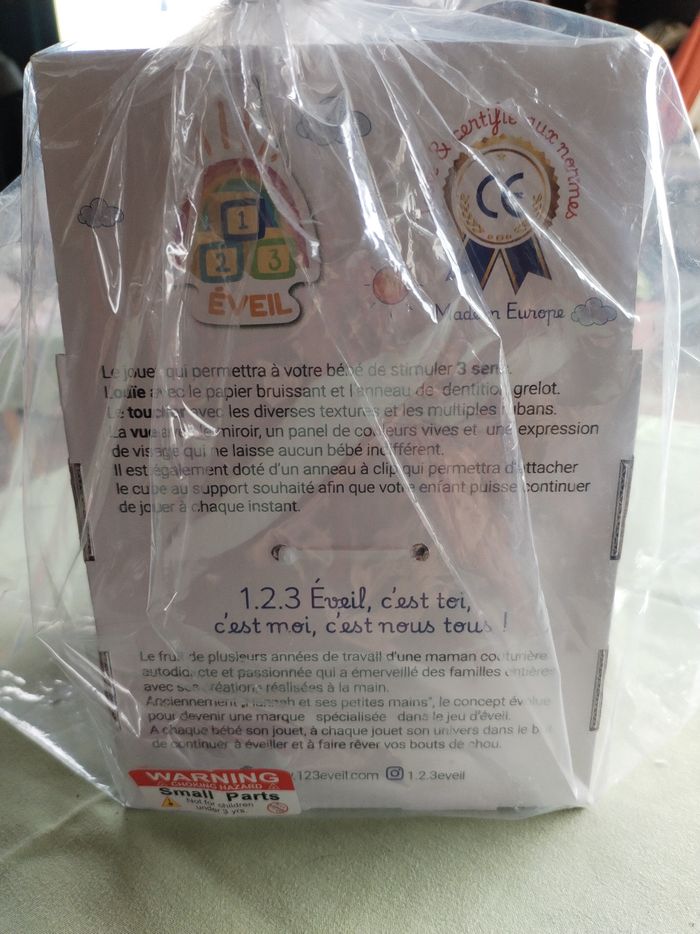 1
2 3
ÉVEIL
& certifié aux normes
CE
Made in Europe
Le jouet qui permettra à votre bébé de stimuler 3 sens.
L'ouïe avec le papier bruissant et l'anneau de dentition grelot.
Le toucher avec les diverses textures et les multiples rubans.
La vue avec le miroir, un panel de couleurs vives et une expression
de visage qui ne laisse aucun bébé indifférent.
Il est également doté d'un anneau à clip qui permettra d'attacher
le cube au support souhaité afin que votre enfant puisse continuer
de jouer à chaque instant.
1.2.3 Éveil, c'est toi,
c'est moi, c'est nous tous !
Le fruit de plusieurs années de travail d'une maman couturière
autodidacte et passionnée qui a émerveillé des familles entières
avec ses créations réalisées à la main.
Anciennement „Hannah et ses petites mains", le concept évolue
pour devenir une marque spécialisée dans le jeu d'éveil.
A chaque bébé son jouet, à chaque jouet son univers dans le but
de continuer à éveiller et à faire rêver vos bouts de chou.
.123eveil.com 1.2.3eveil
WARNING
CHOKING HAZARD
Small Parts
Not for children
under 3 yrs.